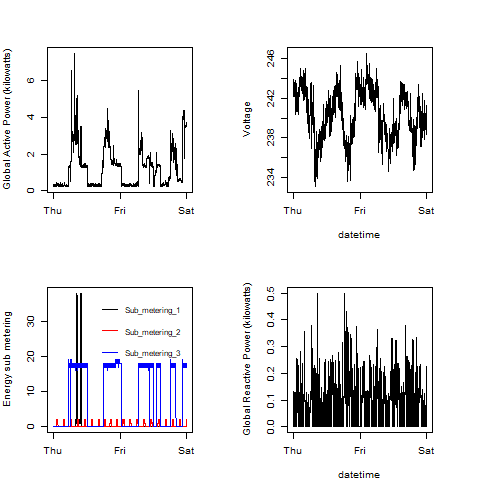 Global Active Power (kilowatts)
0 2 4 6
Thu Fri Sat
Voltage
234 238 242 246
Thu Fri Sat
datetime
Energy sub metering
0 10 20 30
Sub_metering_1
Sub_metering_2
Sub_metering_3
Thu Fri Sat
Global Reactive Power (kilowatts)
0.0 0.1 0.2 0.3 0.4 0.5
Thu Fri Sat
datetime